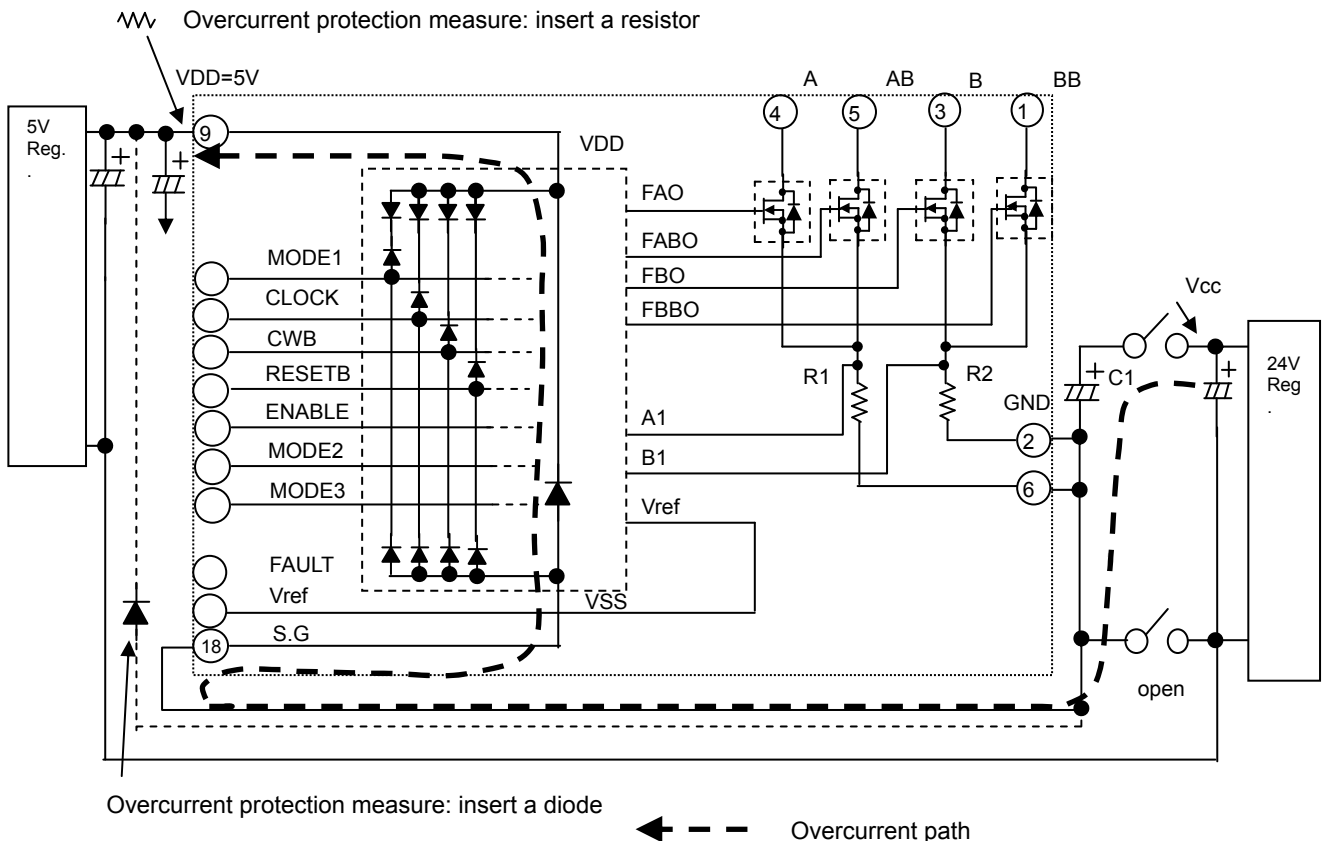 Overcurrent protection measure: insert a resistor
VDD=5V
A
AB
B
BB
5V
Reg.
.
9
4
5
3
1
VDD
FAO
FABO
FBO
FBBO
MODE1
CLOCK
CWB
RESETB
ENABLE
MODE2
MODE3
FAULT
Vref
S.G
18
VSS
A1
B1
Vref
R1
R2
GND
2
6
+
+
+
C1
+
Vcc
24V
Reg
.
open
Overcurrent protection measure: insert a diode
Overcurrent path